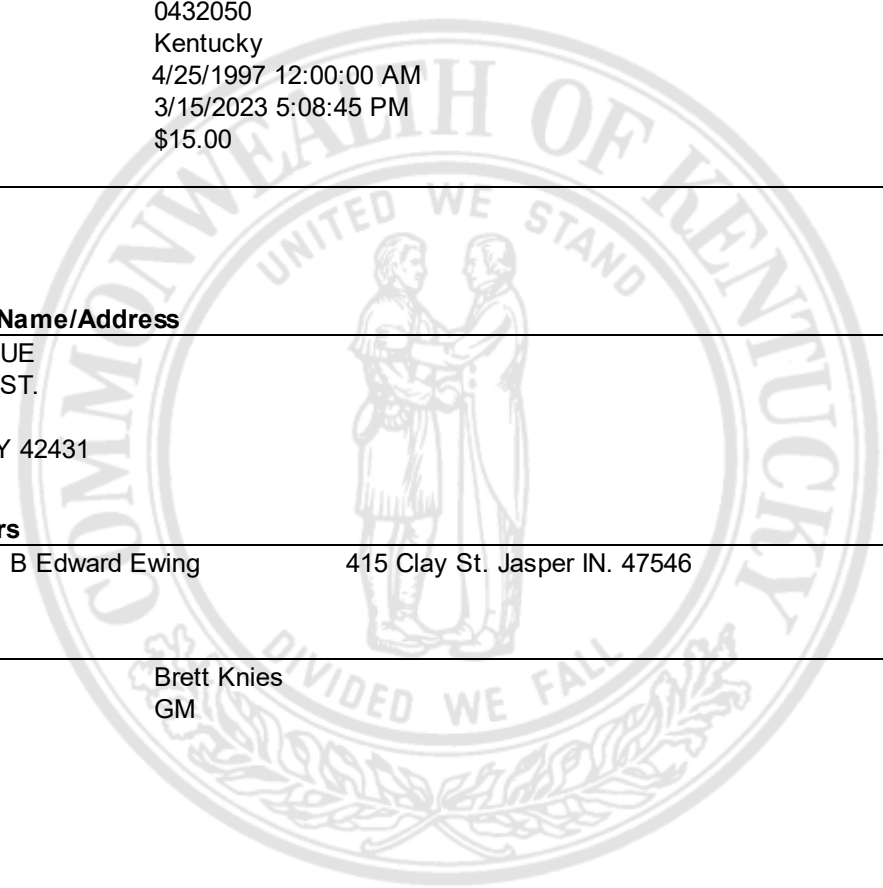 0432050
Kentucky
4/25/1997 12:00:00 AM
3/15/2023 5:08:45 PM
$15.00
COMMONWEALTH OF KENTUCKY
UNITED WE STAND
Name/Address
UE
ST.
Y 42431
rs
B Edward Ewing 415 Clay St. Jasper IN. 47546
Brett Knies
GM
DIVIDED WE FALL